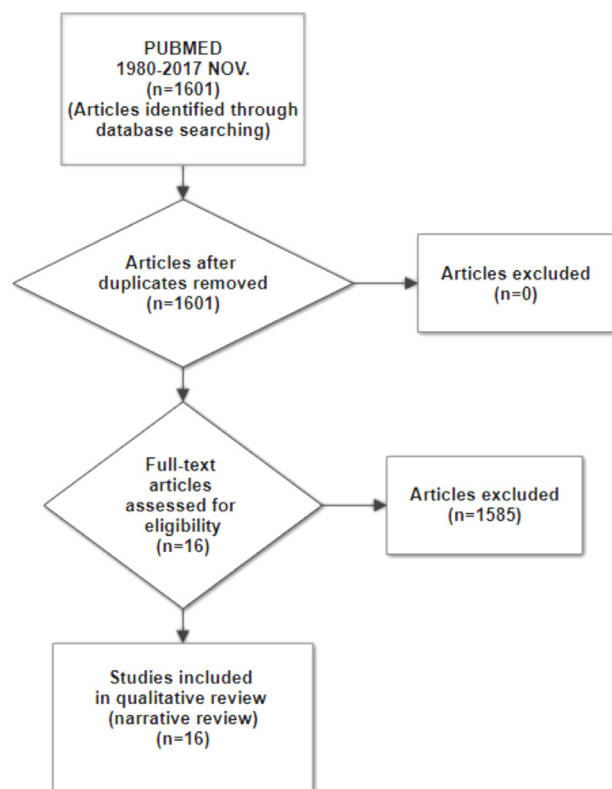 PUBMED
1980-2017 NOV.
(n=1601)
(Articles identified through
database searching)
Articles after
duplicates removed
(n=1601)
Articles excluded
(n=0)
Full-text
articles
assessed for
eligibility
(n=16)
Articles excluded
(n=1585)
Studies included
in qualitative review
(narrative review)
(n=16)